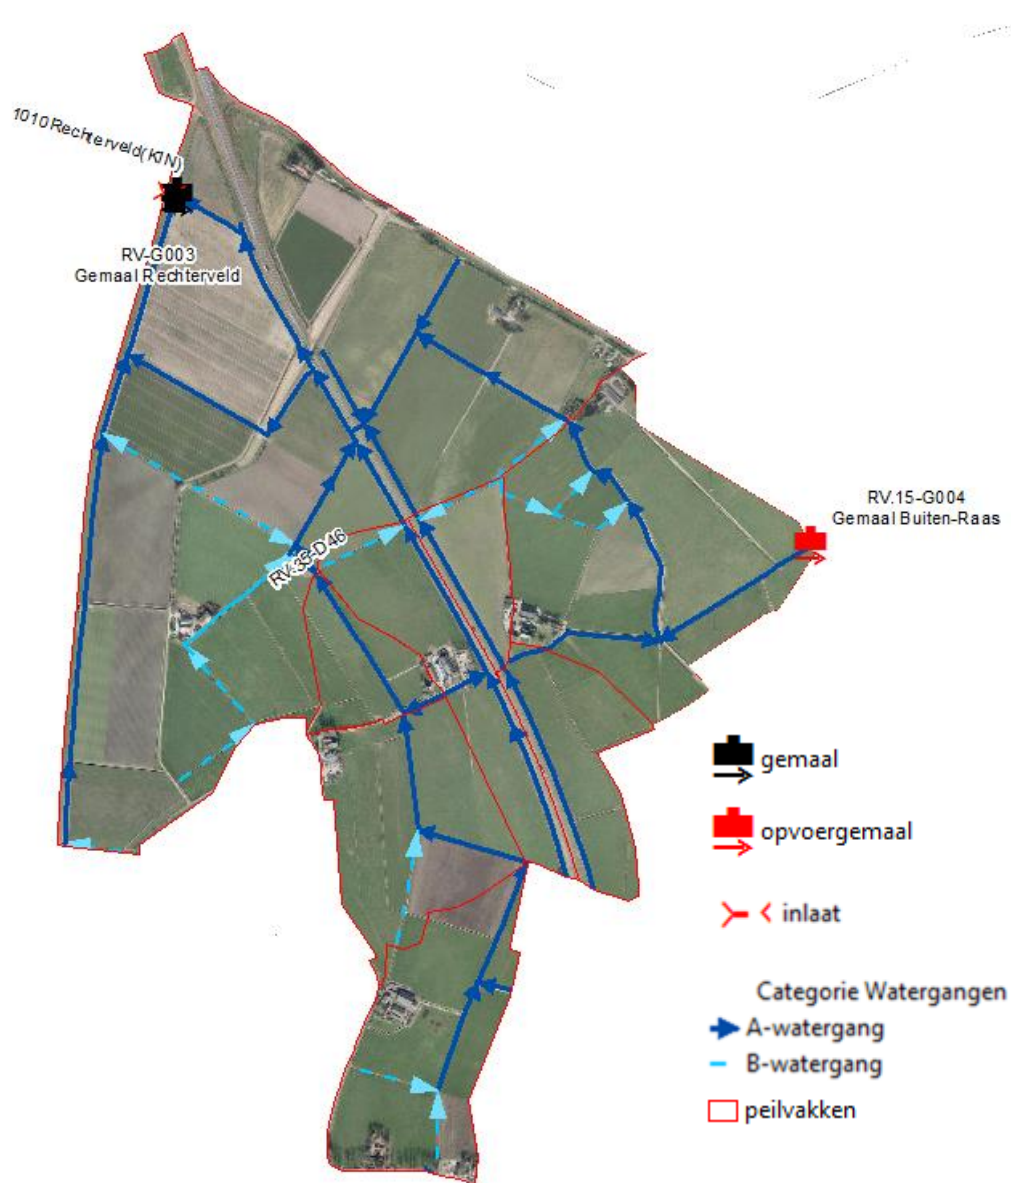 1010 Rechterveld(KIN)
RV-G003
Gemaal Rechterveld
RV.15-G004
Gemaal Buiten-Raas
RV.35-D46
gemaal
opvoergemaal
inlaat
Categorie Watergangen
A-watergang
B-watergang
peilvakken